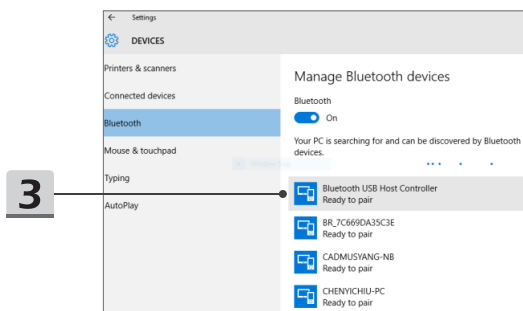 ← Settings
DEVICES
Printers & scanners
Connected devices
Bluetooth
Mouse & touchpad
Typing
AutoPlay
Manage Bluetooth devices
Bluetooth
On
Your PC is searching for and can be discovered by Bluetooth
devices.
3
Bluetooth USB Host Controller
Ready to pair
BR_7C669DA35C3E
Ready to pair
CADMUSYANG-NB
Ready to pair
CHENYICHIU-PC
Ready to pair